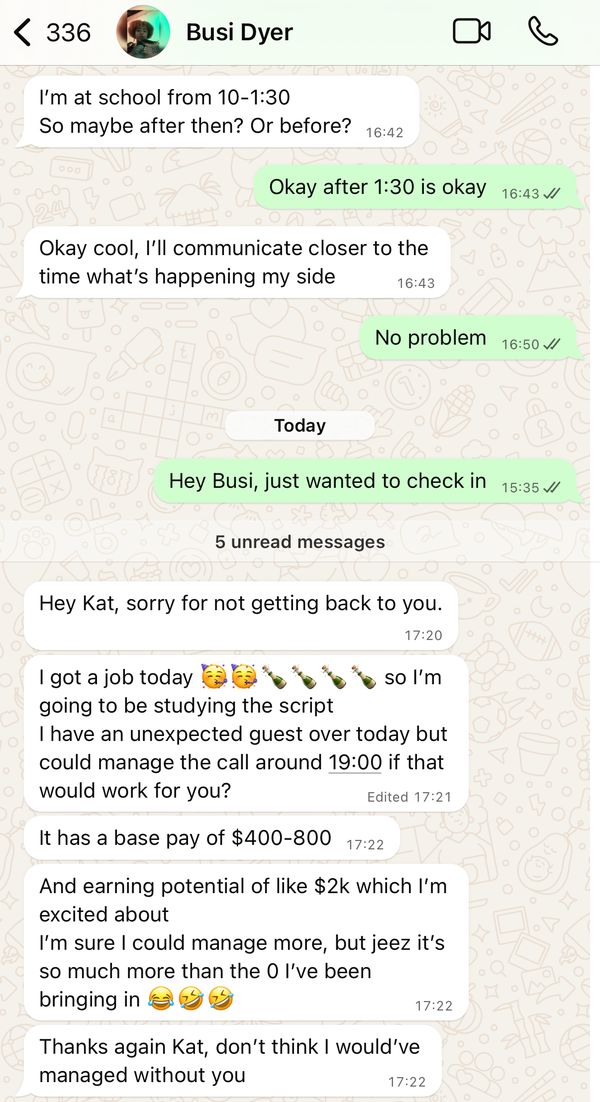 336 Busi Dyer
I'm at school from 10-1:30
So maybe after then? Or before? 16:42
Okay after 1:30 is okay 16:43
Okay cool, I'll communicate closer to the
time what's happening my side 16:43
No problem 16:50
Today
Hey Busi, just wanted to check in 15:35
5 unread messages
Hey Kat, sorry for not getting back to you.
17:20
I got a job today 🥳🥳🍾🍾🍾🍾 so I'm
going to be studying the script
I have an unexpected guest over today but
could manage the call around 19:00 if that
would work for you? Edited 17:21
It has a base pay of $400-800 17:22
And earning potential of like $2k which I'm
excited about
I'm sure I could manage more, but jeez it's
so much more than the 0 I've been
bringing in 😂🤣🤣 17:22
Thanks again Kat, don't think I would've
managed without you 17:22